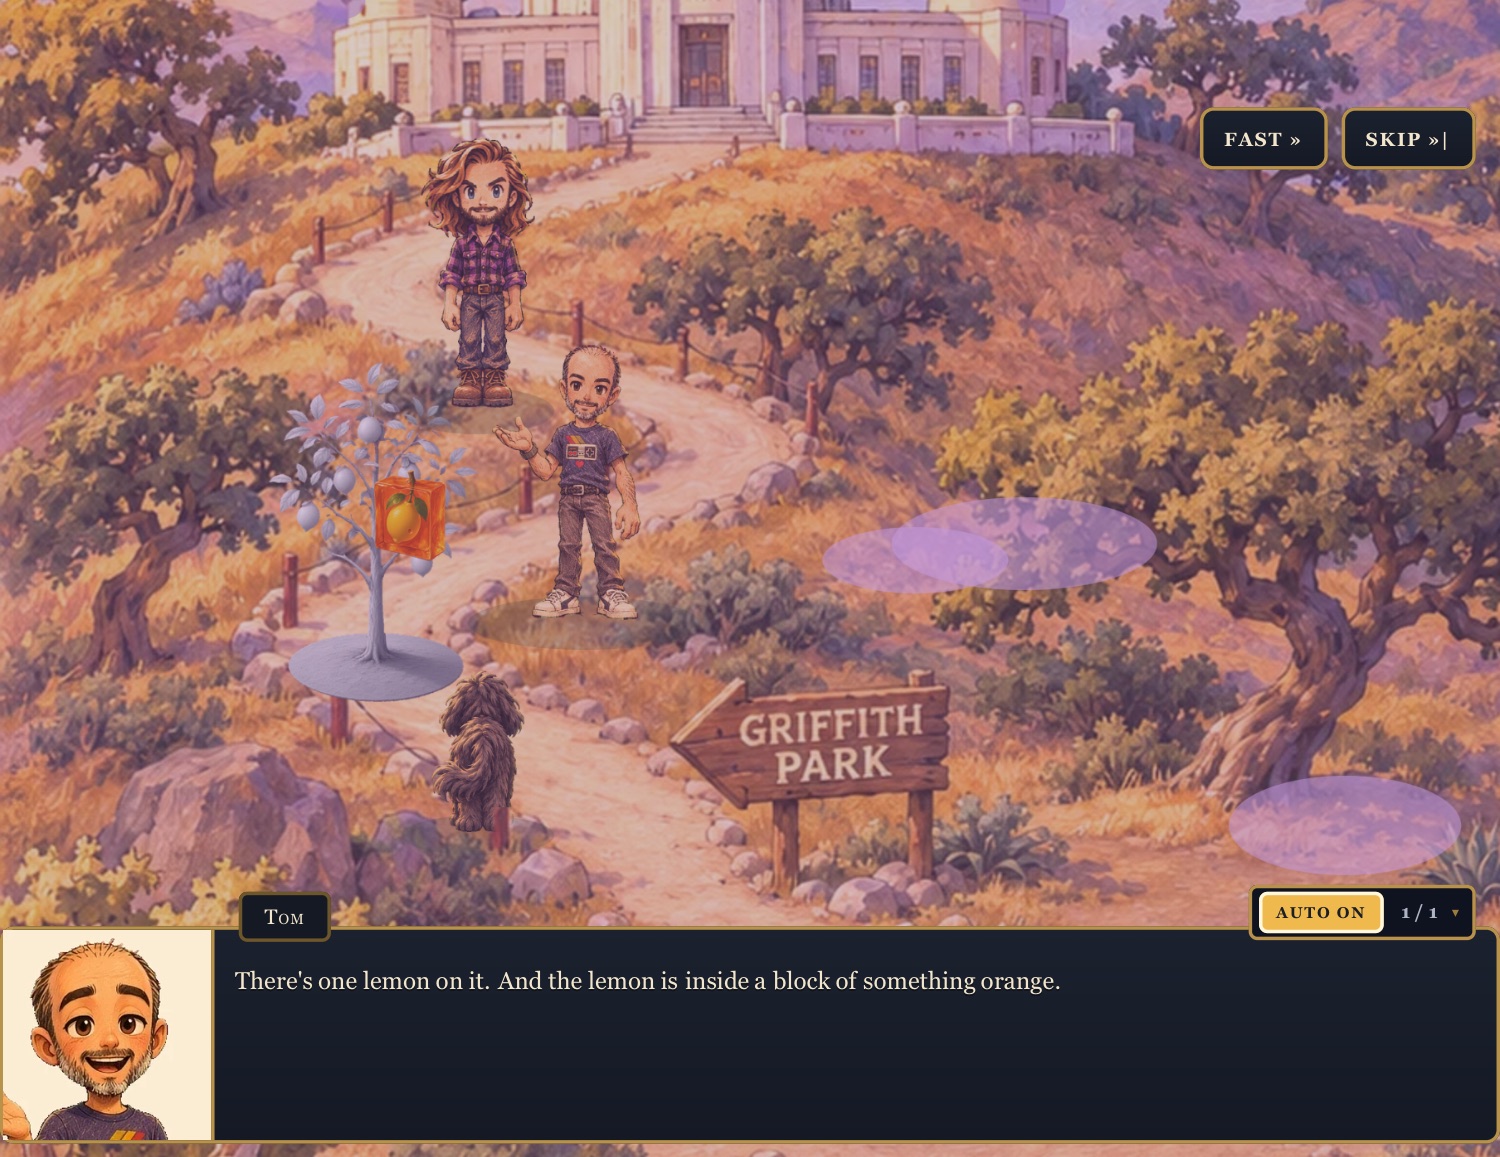 FAST »
SKIP »|
GRIFFITH
PARK
AUTO ON
1 / 1 ▼
Tom
There's one lemon on it. And the lemon is inside a block of something orange.